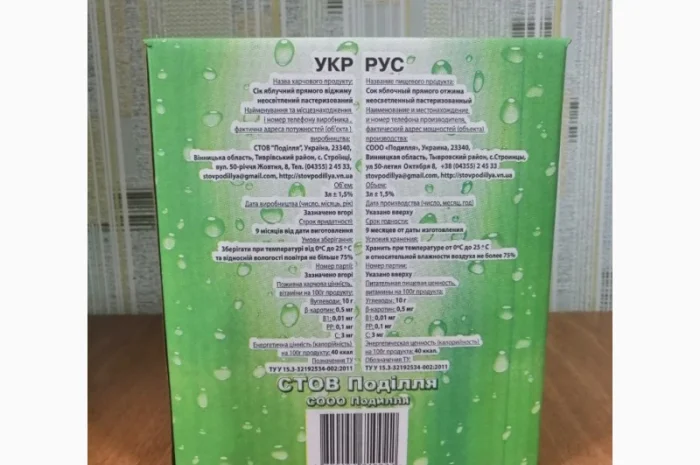 УКР
Назва харчового продукту:
Сік яблучний прямого віджиму
неосвітлений пастеризований
Найменування та місцезнаходження
і номер телефону виробника ,
фактична адреса потужностей (об'єкта)
виробництва:
СТОВ "Поділля", Україна, 23340,
Вінницька область, Тиврівський район, с. Строїнці,
вул. 50-річчя Жовтня, 8, Тел. (04355) 2 45 33,
stovpodillya@gmail.com, http://stovpodillya.vn.ua
Об'єм:
3л ± 1,5%
Дата виробництва (число, місяць, рік)
Зазначено вгорі
Строк придатності:
9 місяців від дати виготовлення
Умови зберігання:
Зберігати при температурі від 0°С до 25 °С
та відносній вологості повітря не більше 75%
Номер партії:
Зазначено вгорі
Поживна харчова цінність,
вітаміни на 100г продукту:
Вуглеводи: 10 г
В-каротин: 0,5 мг
В1: 0,01 мг
РР: 0,1 мг
С: 3 мг
Енергетична цінність (калорійність)
на 100г продукту: 40 ккал
Позначення ТУ
ТУ У 15.3-32192534-002:2011
РУС
Название пищевого продукта:
Сок яблочный прямого отжима
неосветленный пастеризованный
Наименование и местонахождение
и номер телефона производителя,
фактический адрес мощностей (объекта)
производства:
СООО «Подилля», Украина, 23340,
Винницкая область, Тывровский район, с.Строинцы,
ул 50-летия Октября 8, +38 (04355) 2 45 33
stovpodillya@gmail.com, http://stovpodillya.vn.ua
Объем:
3л ± 1,5%
Дата производства (число, месяц, год)
Указано вверху
Срок годности:
9 месяцев от даты изготовления
Условия хранения:
Хранить при температуре от 0°С до 25 °С
и относительной влажности воздуха не более 75%
Номер партии:
Указано вверху
Питательная пищевая ценность,
витамины на 100г продукта:
Углеводы: 10 г
Б-каротин: 0,5 мг
В1: 0,01 мг
РР: 0,1 мг
С: 3 мг
Энергетическая ценность (калорийность)
на 100г продукта: 40 ккал
Обозначение ТУ:
ТУ У 15.3-32192534-002:2011
СТОВ Поділля
СООО Подилля